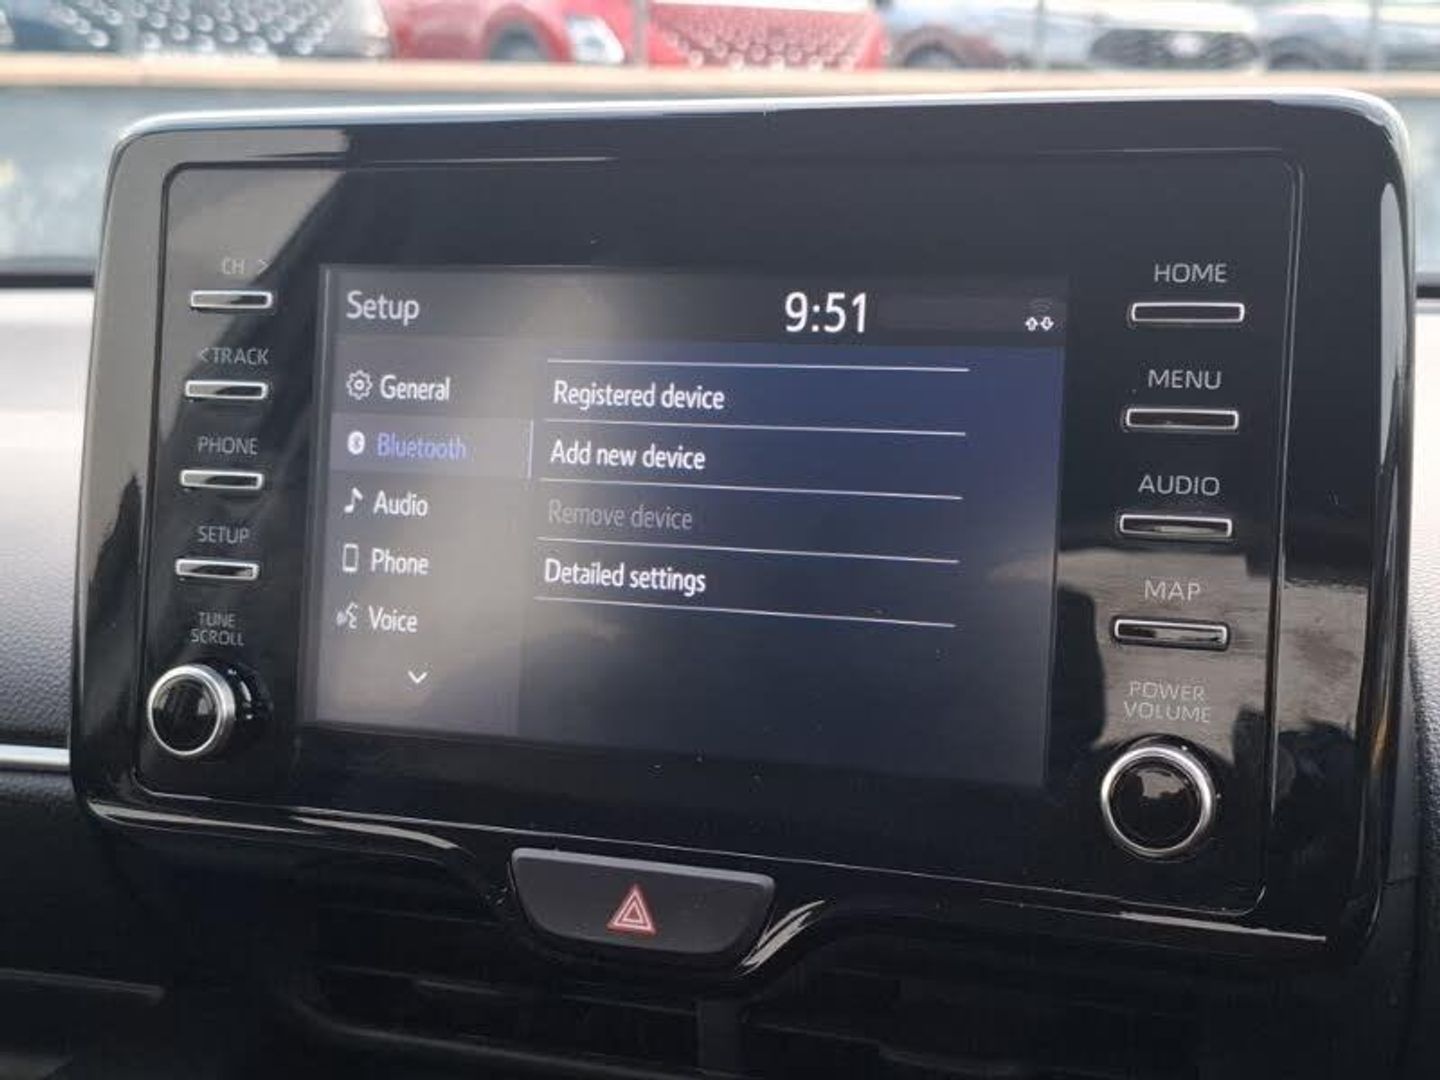 CH >
< TRACK
PHONE
SETUP
TUNE
SCROLL
Setup
9:51
General
Bluetooth
Audio
Phone
Voice
Registered device
Add new device
Remove device
Detailed settings
HOME
MENU
AUDIO
MAP
POWER
VOLUME